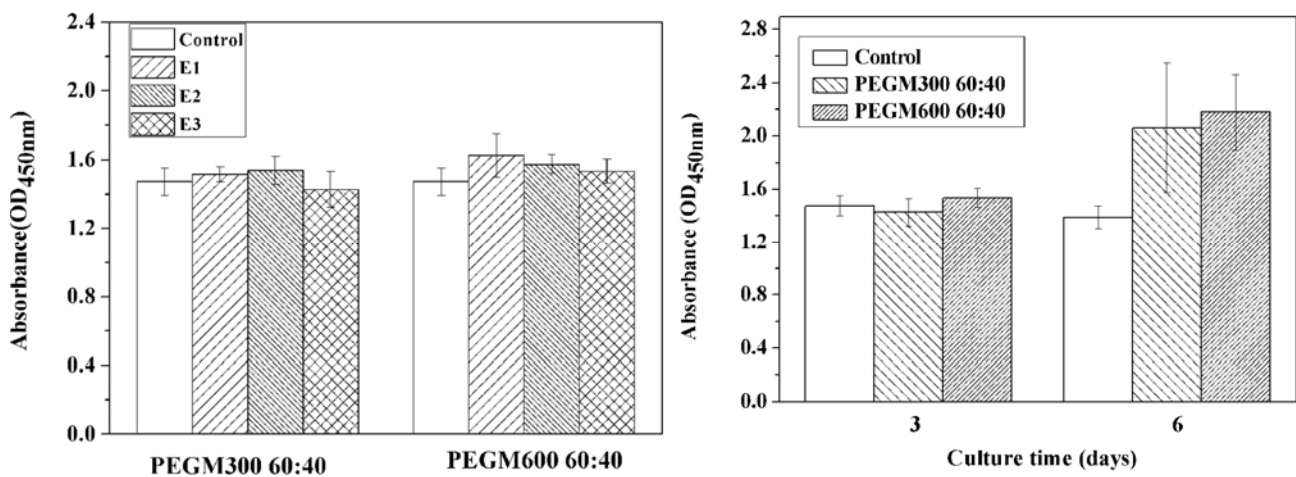 2.4
2.0
1.6
1.2
0.8
0.4
0.0
Absorbance(OD450nm)
Control
E1
E2
E3
PEGM300 60:40
PEGM600 60:40
2.8
2.4
2.0
1.6
1.2
0.8
0.4
0.0
Absorbance (OD450nm)
Control
PEGM300 60:40
PEGM600 60:40
3
6
Culture time (days)